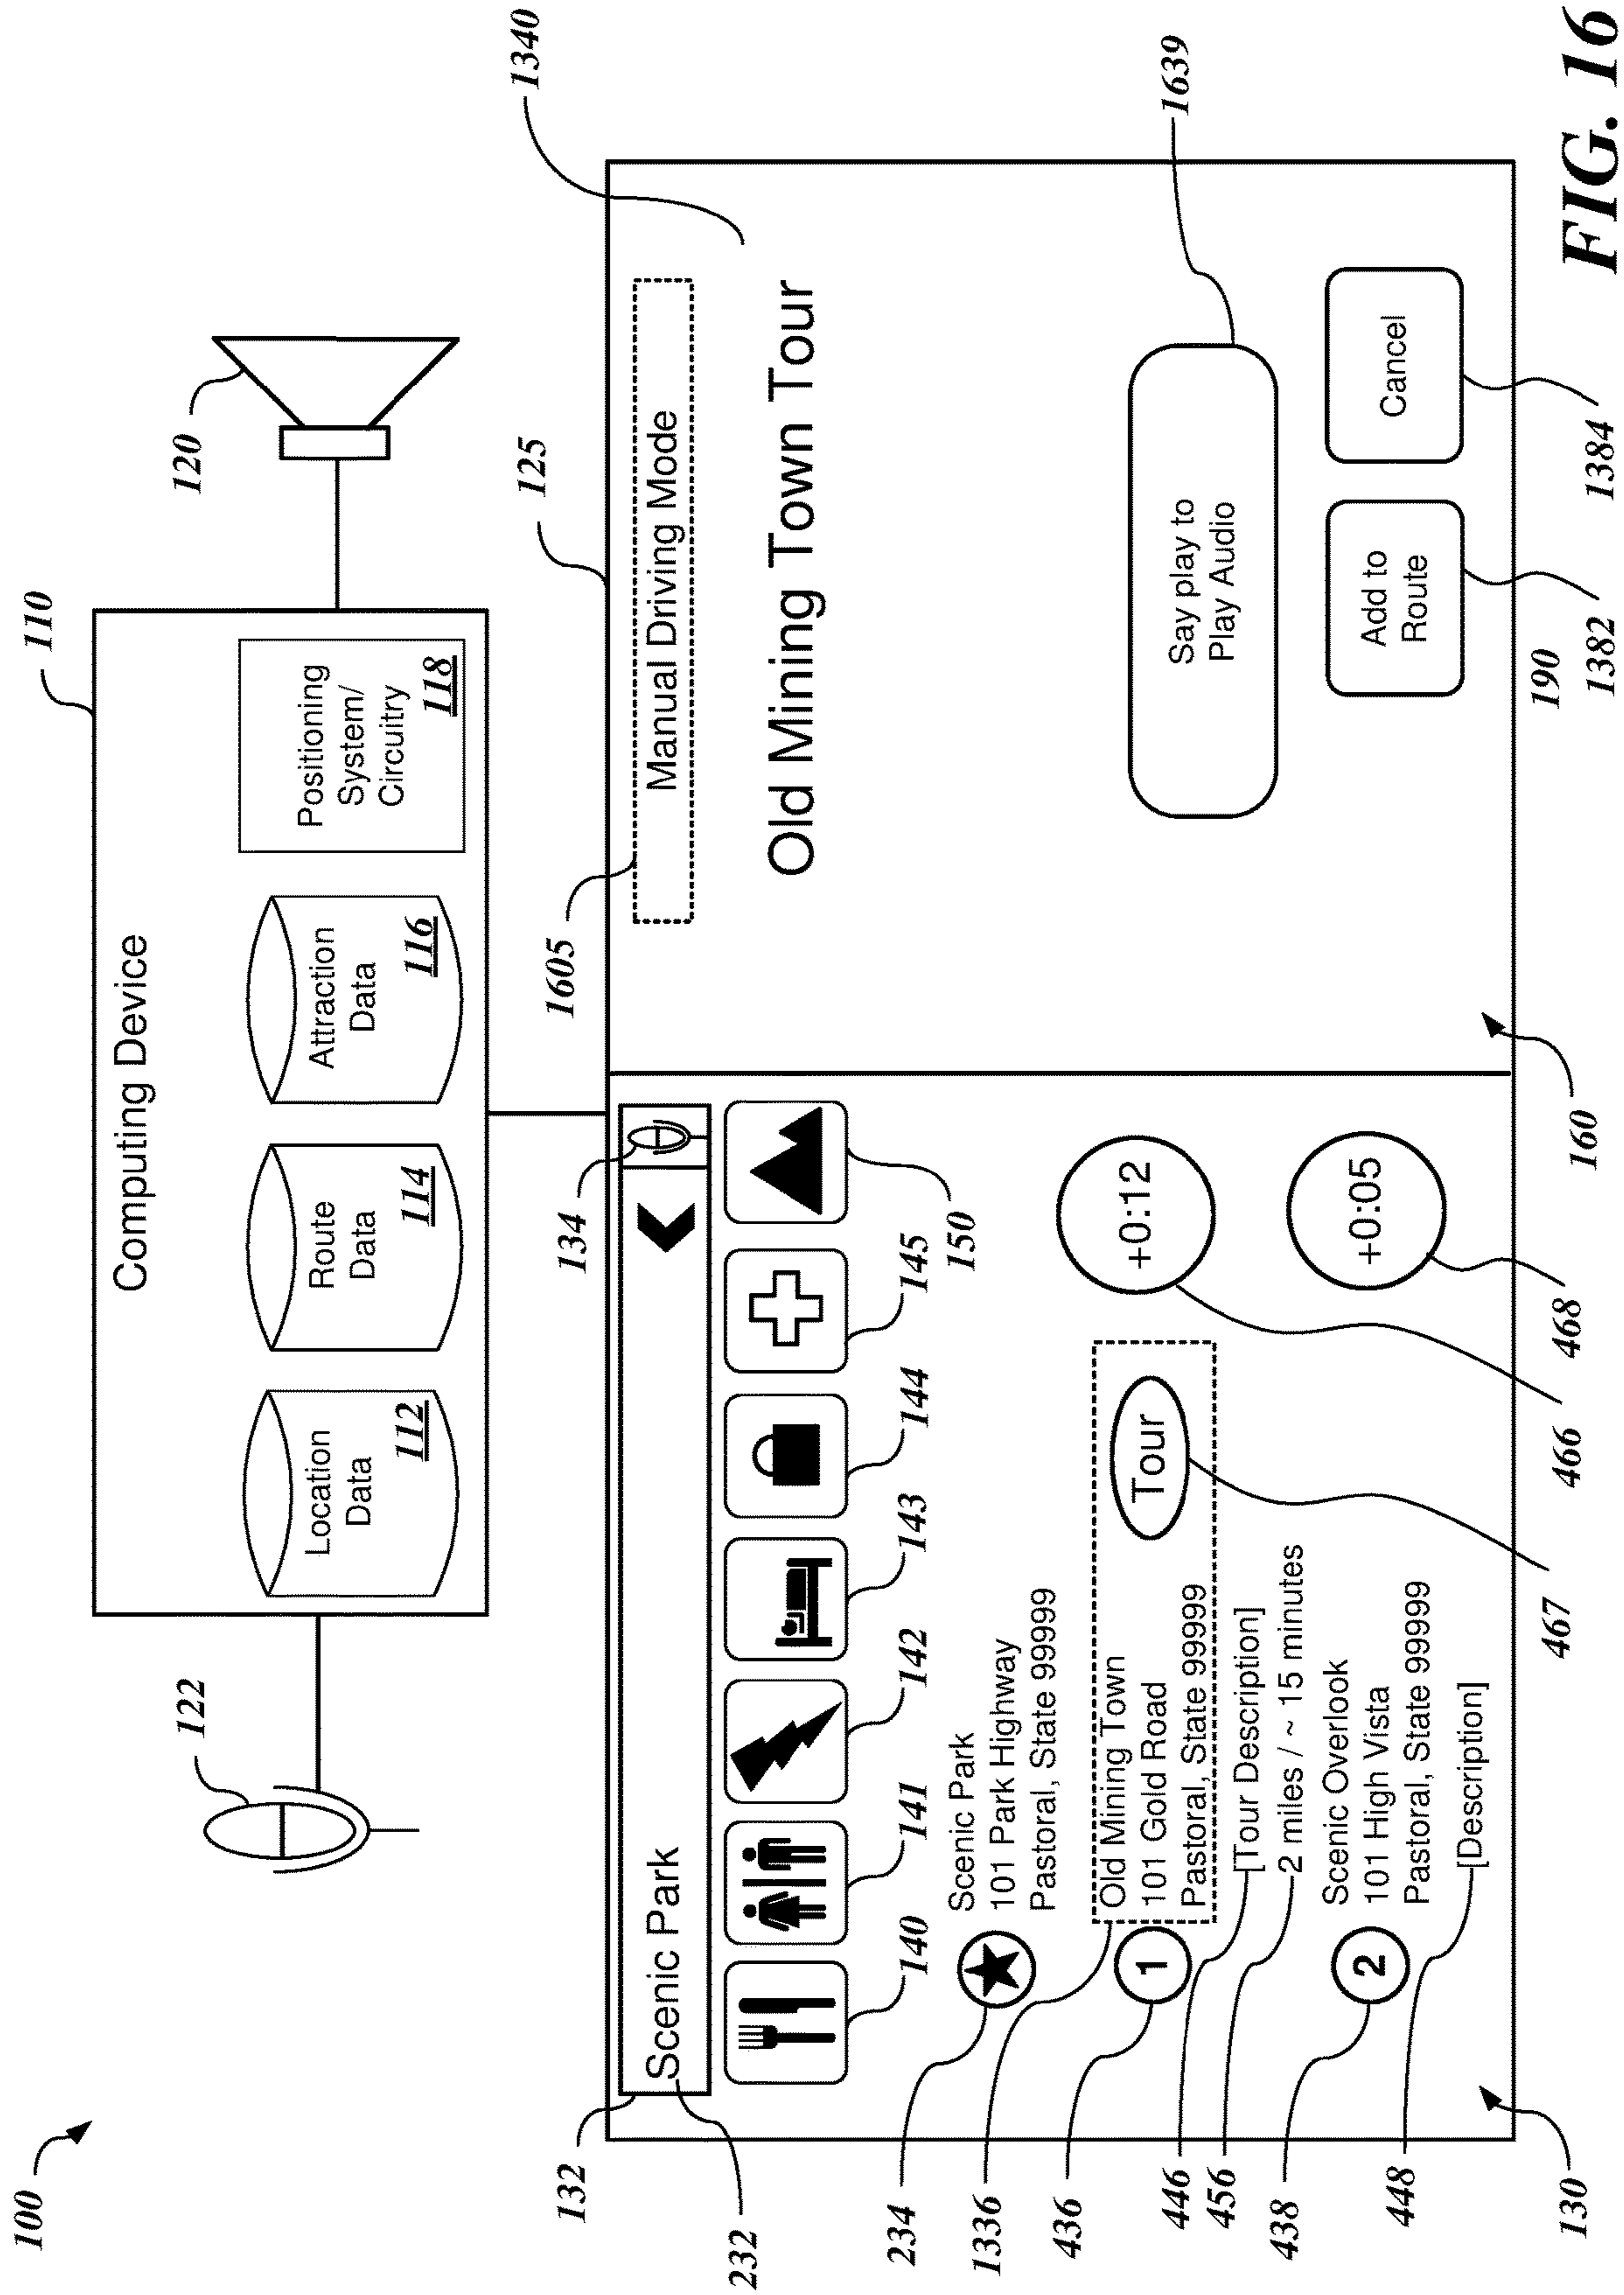 100
110
Computing Device
Location
Data
112
Route
Data
114
Attraction
Data
116
Positioning
System/
Circuitry
118
122
120
125
132
232
Scenic Park
134
140
141
142
143
144
145
150
234
Scenic Park
101 Park Highway
Pastoral, State 99999
1336
436
1
Old Mining Town
101 Gold Road
Pastoral, State 99999
Tour
+0:12
446
[Tour Description]
456
2 miles / ~ 15 minutes
438
2
Scenic Overlook
101 High Vista
Pastoral, State 99999
+0:05
448
[Description]
130
467
466
468
160
1605
Manual Driving Mode
1340
Old Mining Town Tour
Say play to
Play Audio
1639
Add to
Route
Cancel
190
1382
1384
FIG. 16